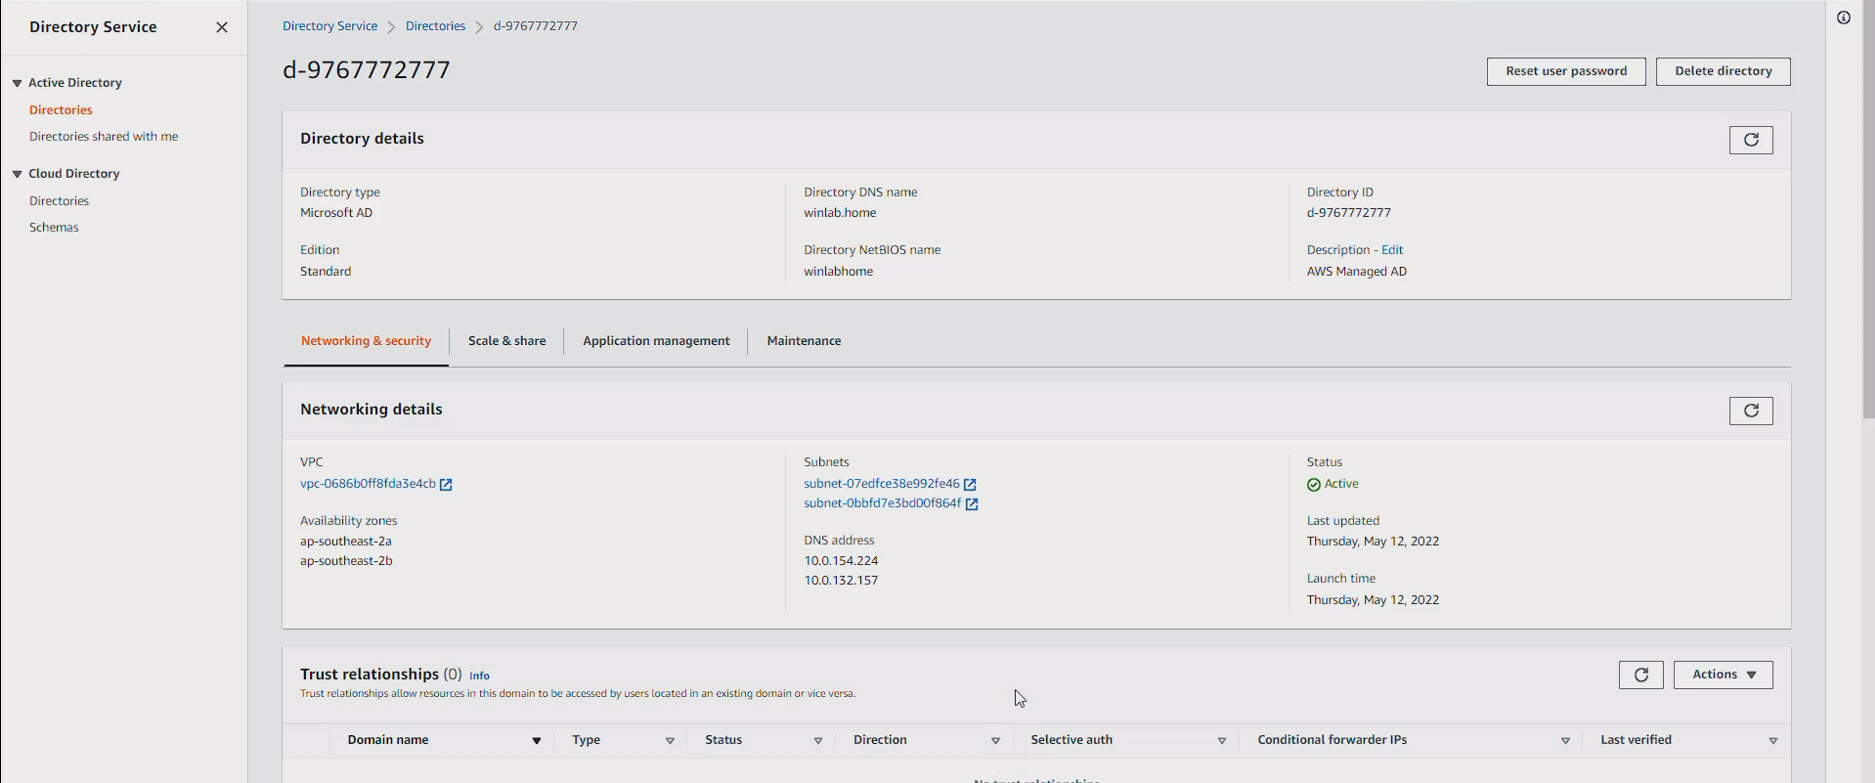 Directory Service
Active Directory
Directories
Directories shared with me
Cloud Directory
Directories
Schemas
Directory Service > Directories > d-9767772777
d-9767772777
Reset user password
Delete directory
Directory details
Directory type
Microsoft AD
Edition
Standard
Directory DNS name
winlab.home
Directory NetBIOS name
winlabhome
Directory ID
d-9767772777
Description - Edit
AWS Managed AD
Networking & security
Scale & share
Application management
Maintenance
Networking details
VPC
vpc-0686b0ff8fda3e4cb
Availability zones
ap-southeast-2a
ap-southeast-2b
Subnets
subnet-07edfce38e992fe46
subnet-0bbfd7e3bd00f864f
DNS address
10.0.154.224
10.0.132.157
Status
Active
Last updated
Thursday, May 12, 2022
Launch time
Thursday, May 12, 2022
Trust relationships (0) Info
Trust relationships allow resources in this domain to be accessed by users located in an existing domain or vice versa.
Actions
Domain name
Type
Status
Direction
Selective auth
Conditional forwarder IPs
Last verified
No trust relationships